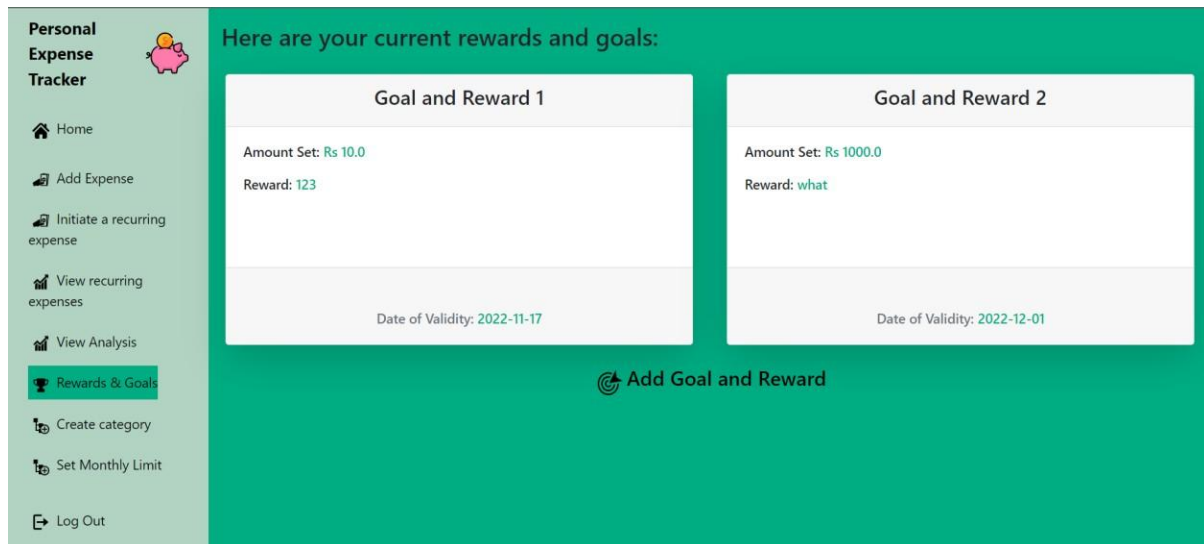 Personal
Expense
Tracker
Home
Add Expense
Initiate a recurring
expense
View recurring
expenses
View Analysis
Rewards & Goals
Create category
Set Monthly Limit
Log Out
Here are your current rewards and goals:
Goal and Reward 1
Amount Set: Rs 10.0
Reward: 123
Date of Validity: 2022-11-17
Goal and Reward 2
Amount Set: Rs 1000.0
Reward: what
Date of Validity: 2022-12-01
Add Goal and Reward